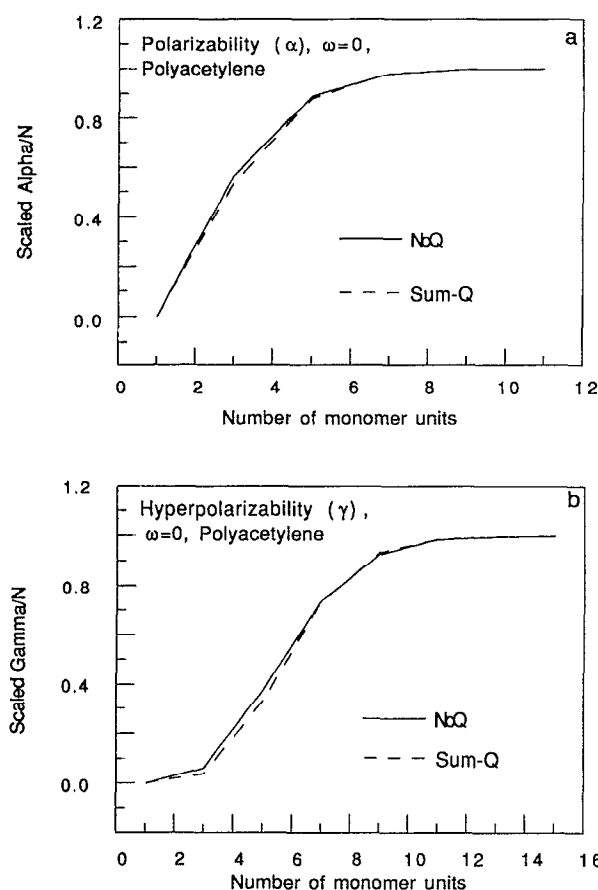 a
Polarizability (α), ω=0,
Polyacetylene
1.2
0.8
0.4
0.0
Scaled Alpha/N
NoQ
Sum-Q
0 2 4 6 8 10 12
Number of monomer units
b
Hyperpolarizability (γ),
ω=0, Polyacetylene
1.2
0.8
0.4
0.0
Scaled Gamma/N
NoQ
Sum-Q
0 2 4 6 8 10 12 14 16
Number of monomer units